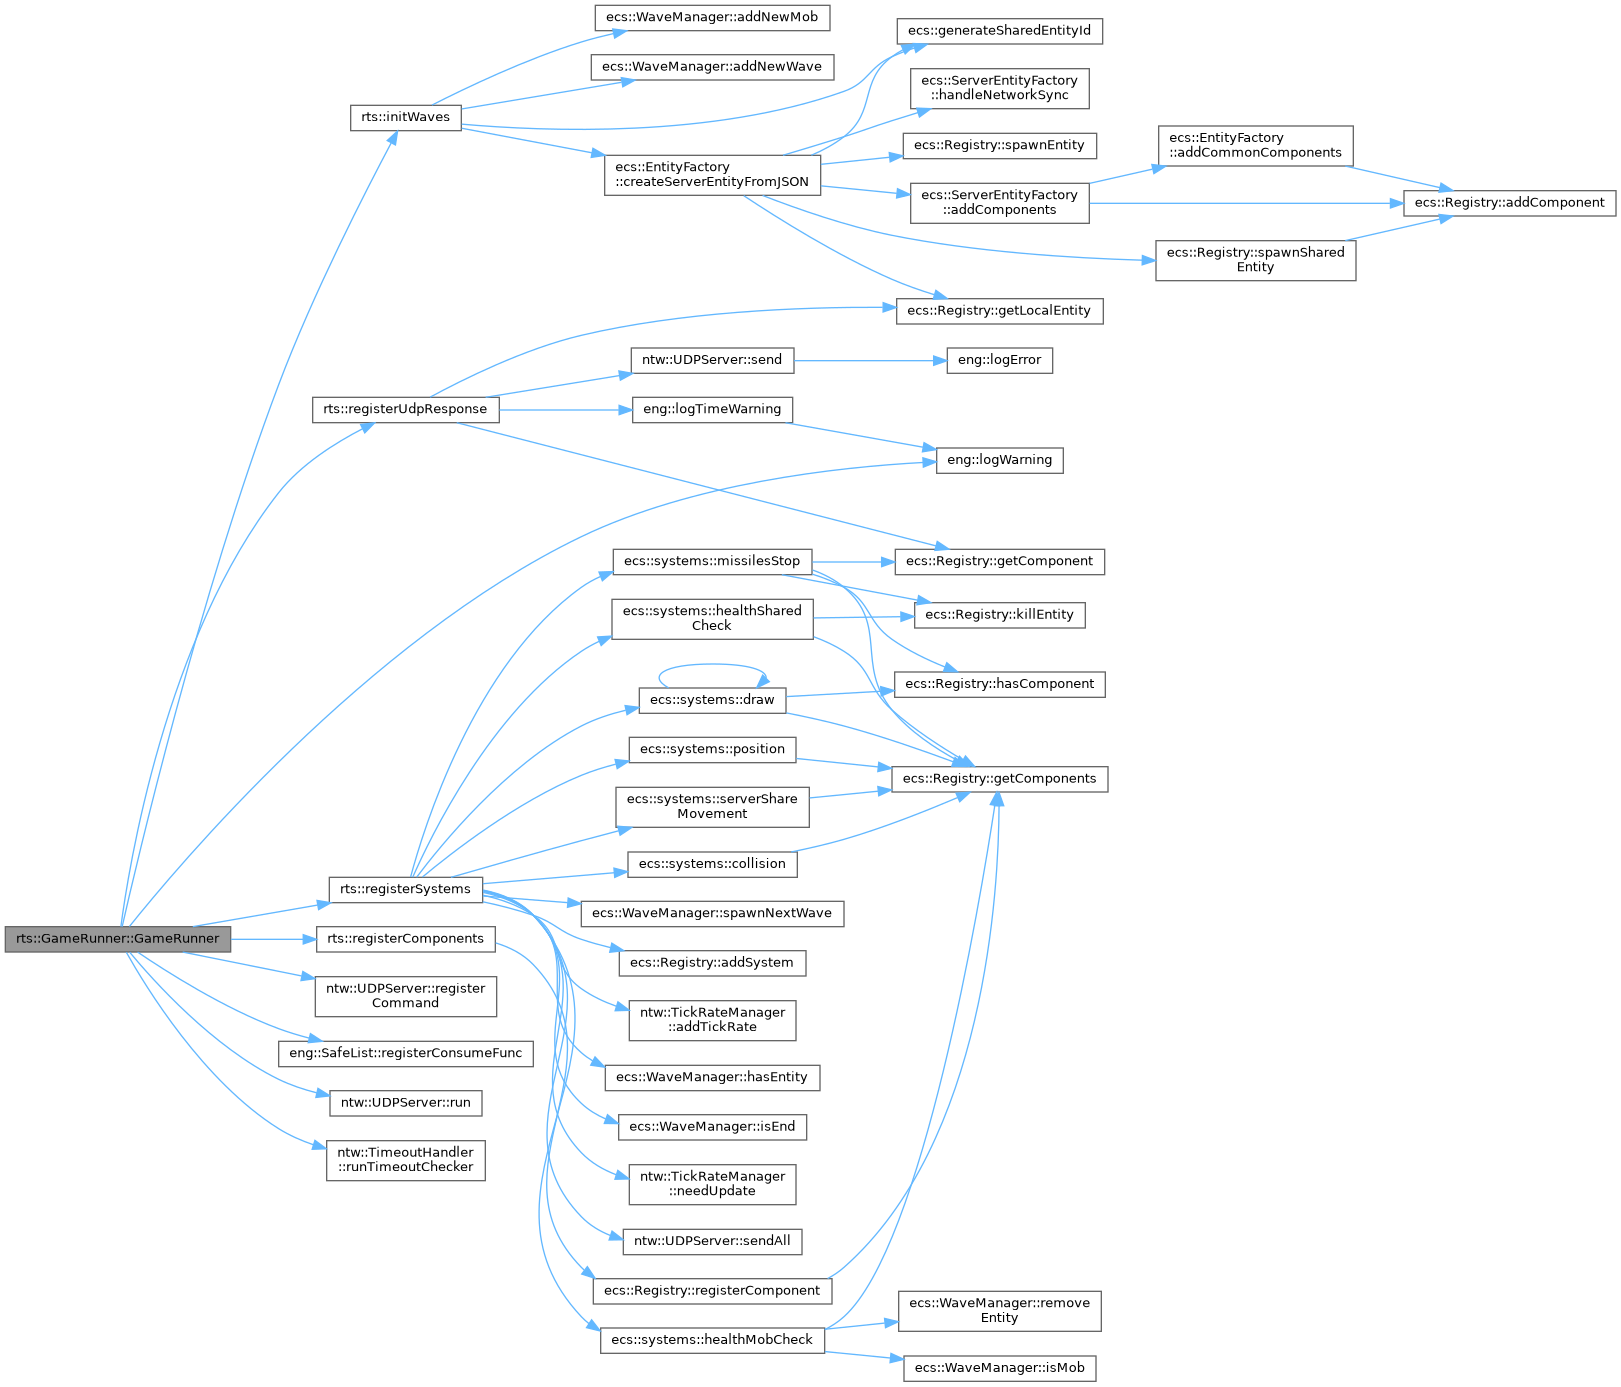 rts::GameRunner::GameRunner
rts::initWaves
rts::registerUdpResponse
rts::registerSystems
rts::registerComponents
ntw::UDPServer::register
Command
eng::SafeList::registerConsumeFunc
ntw::UDPServer::run
ntw::TimeoutHandler
::runTimeoutChecker
ecs::WaveManager::addNewMob
ecs::WaveManager::addNewWave
ecs::EntityFactory
::createServerEntityFromJSON
ntw::UDPServer::send
eng::logTimeWarning
ecs::systems::missilesStop
ecs::systems::healthShared
Check
ecs::systems::draw
ecs::systems::position
ecs::systems::serverShare
Movement
ecs::systems::collision
ecs::WaveManager::spawnNextWave
ecs::Registry::addSystem
ntw::TickRateManager
::addTickRate
ecs::WaveManager::hasEntity
ecs::WaveManager::isEnd
ntw::TickRateManager
::needUpdate
ntw::UDPServer::sendAll
ecs::Registry::registerComponent
ecs::systems::healthMobCheck
ecs::generateSharedEntityId
ecs::ServerEntityFactory
::handleNetworkSync
ecs::Registry::spawnEntity
ecs::ServerEntityFactory
::addComponents
ecs::Registry::getLocalEntity
eng::logError
eng::logWarning
ecs::Registry::getComponent
ecs::Registry::killEntity
ecs::Registry::hasComponent
ecs::Registry::getComponents
ecs::WaveManager::remove
Entity
ecs::WaveManager::isMob
ecs::EntityFactory
::addCommonComponents
ecs::Registry::spawnShared
Entity
ecs::Registry::addComponent